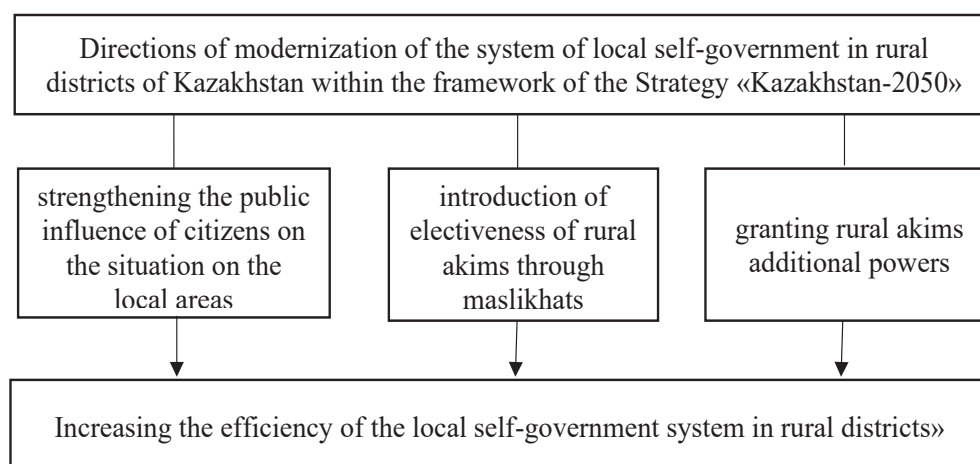 Directions of modernization of the system of local self-government in rural
districts of Kazakhstan within the framework of the Strategy «Kazakhstan-2050»
strengthening the public
influence of citizens on
the situation on the
local areas
introduction of
electiveness of rural
akims through
maslikhats
granting rural akims
additional powers
Increasing the efficiency of the local self-government system in rural districts»